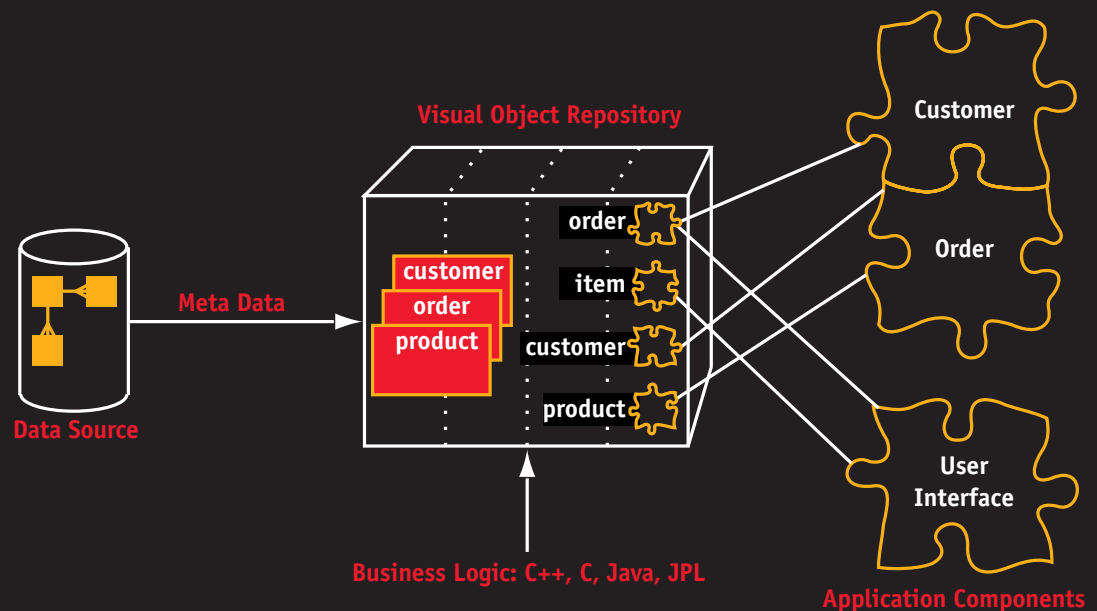 Visual Object Repository
Customer
Order
order
item
customer
product
customer
order
product
Meta Data
Data Source
User
Interface
Business Logic: C++, C, Java, JPL
Application Components